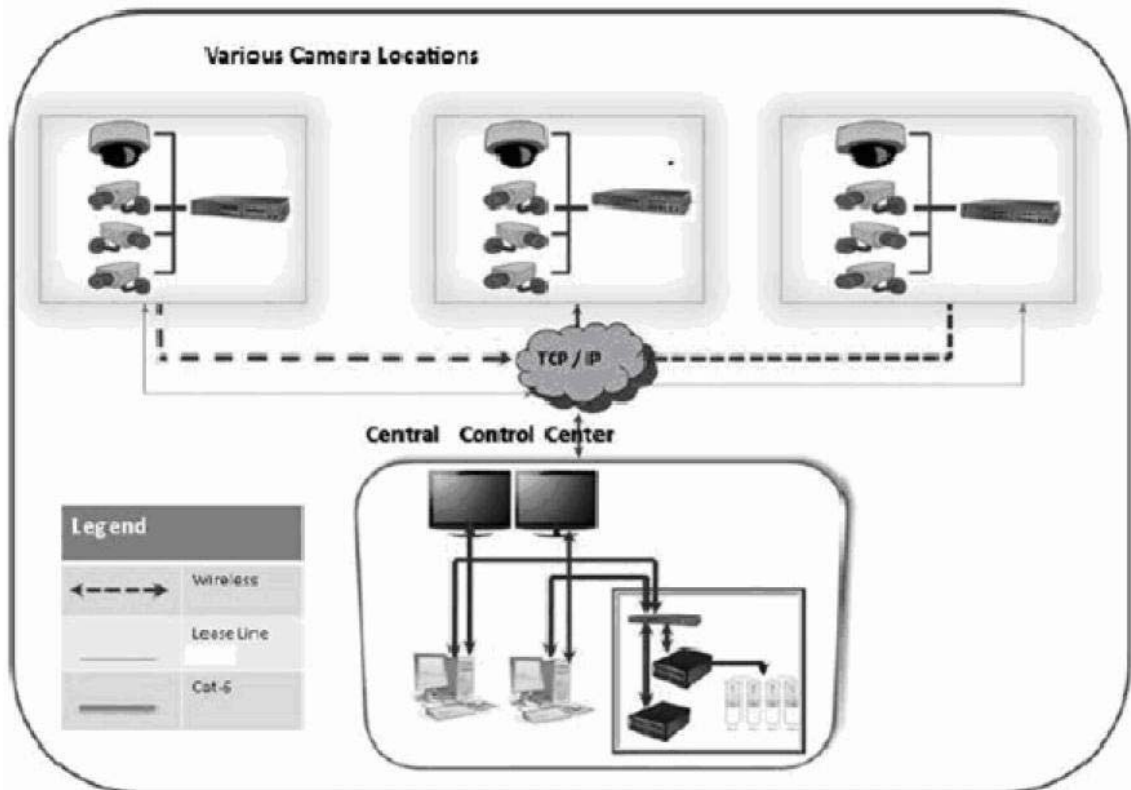 Various Camera Locations
TCP / IP
Central Control Center
Legend
Wireless
Lease Line
Cat-6